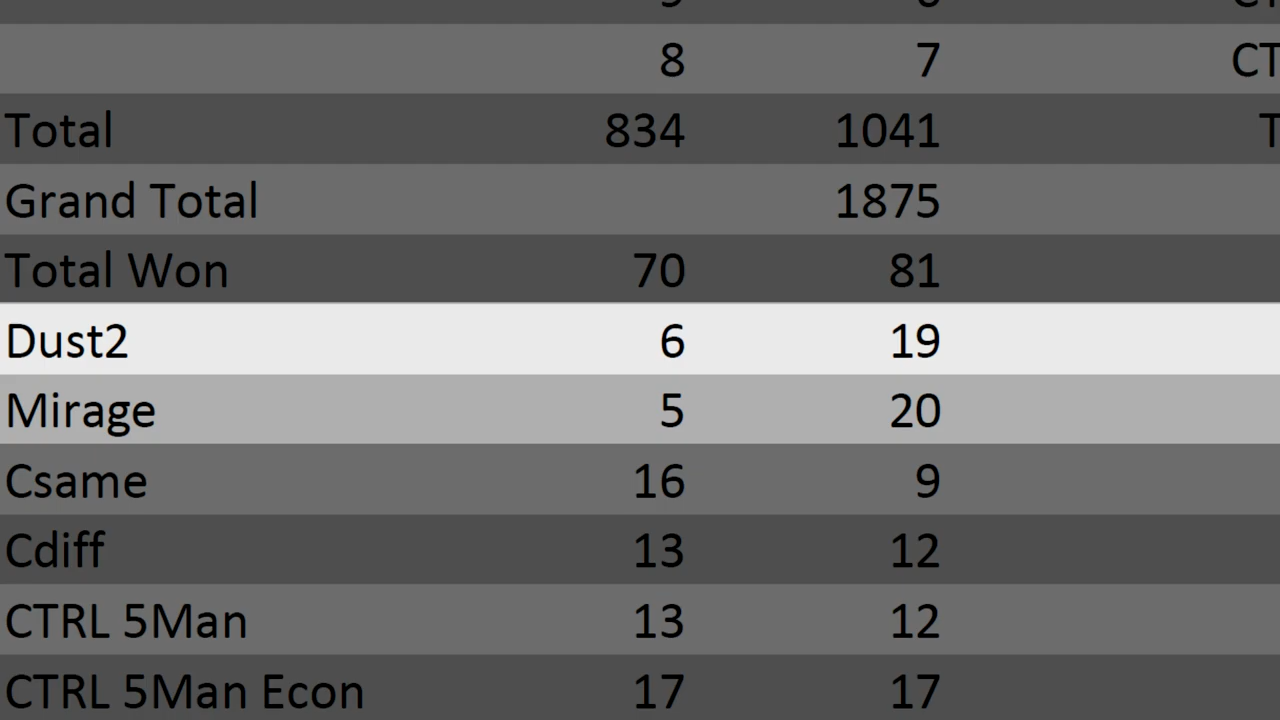 8 7 CT
Total 834 1041 T
Grand Total 1875
Total Won 70 81
Dust2 6 19
Mirage 5 20
Csame 16 9
Cdiff 13 12
CTRL 5Man 13 12
CTRL 5Man Econ 17 17